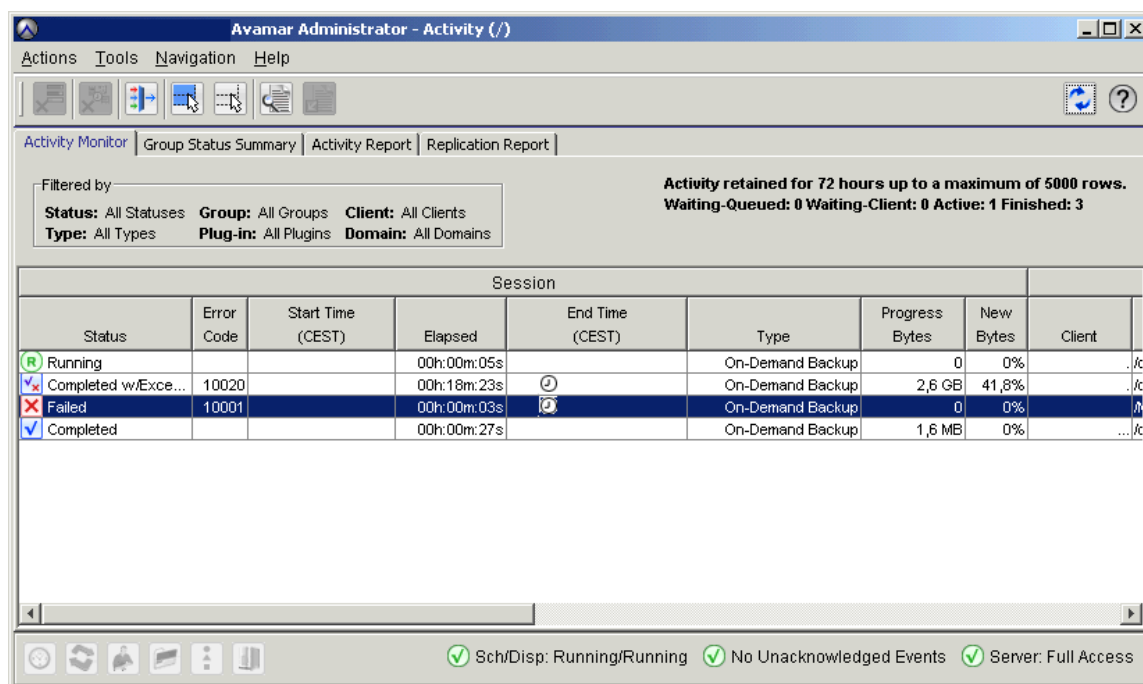 Avamar Administrator - Activity (/)
Actions Tools Navigation Help
Activity Monitor Group Status Summary Activity Report Replication Report
Filtered by
Status: All Statuses Group: All Groups Client: All Clients
Type: All Types Plug-in: All Plugins Domain: All Domains
Activity retained for 72 hours up to a maximum of 5000 rows.
Waiting-Queued: 0 Waiting-Client: 0 Active: 1 Finished: 3
Session
Status Error Code Start Time (CEST) Elapsed End Time (CEST) Type Progress Bytes New Bytes Client
R Running 00h:00m:05s On-Demand Backup 0 0% .
Completed w/Exce... 10020 00h:18m:23s On-Demand Backup 2,6 GB 41,8% .
Failed 10001 00h:00m:03s On-Demand Backup 0 0%
Completed 00h:00m:27s On-Demand Backup 1,6 MB 0% ...
Sch/Disp: Running/Running No Unacknowledged Events Server: Full Access